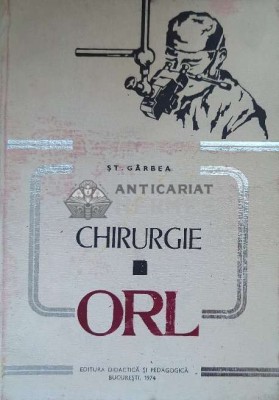 ȘT. GÂRBEA
ANTICARIAT
CHIRURGIE
ORL
EDITURA DIDACTICĂ ȘI PEDAGOGICĂ
BUCUREȘTI, 1974